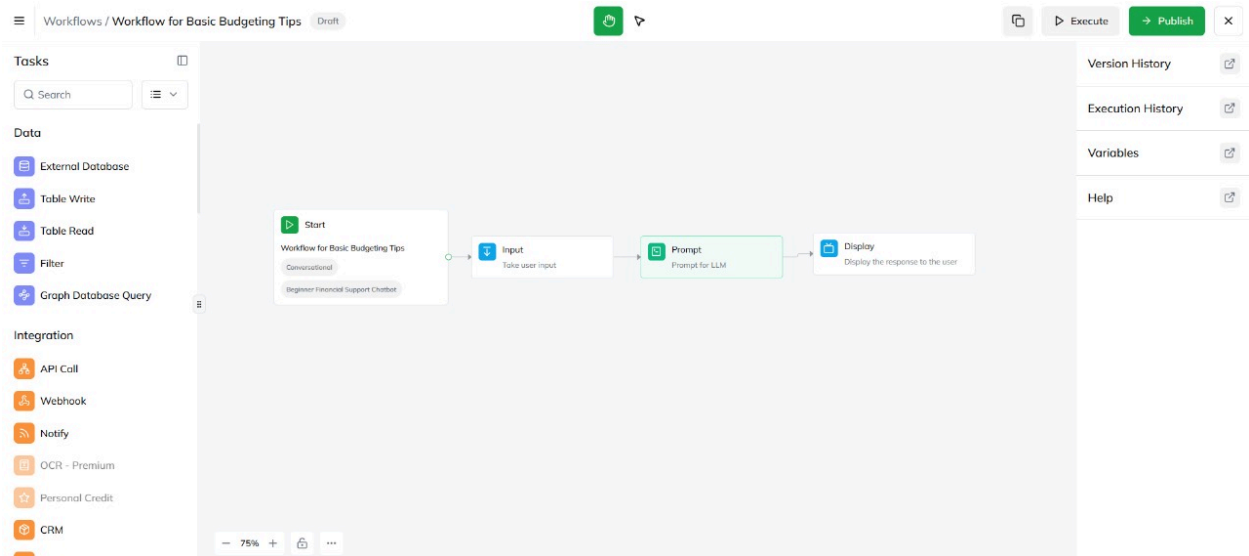 Workflows / Workflow for Basic Budgeting Tips Draft
Execute
Publish
Tasks
Search
Data
External Database
Table Write
Table Read
Filter
Graph Database Query
Integration
API Call
Webhook
Notify
OCR - Premium
Personal Credit
CRM
Start
Workflow for Basic Budgeting Tips
Conversational
Beginner Financial Support Chatbot
Input
Take user input
Prompt
Prompt for LLM
Display
Display the response to the user
75%
Version History
Execution History
Variables
Help